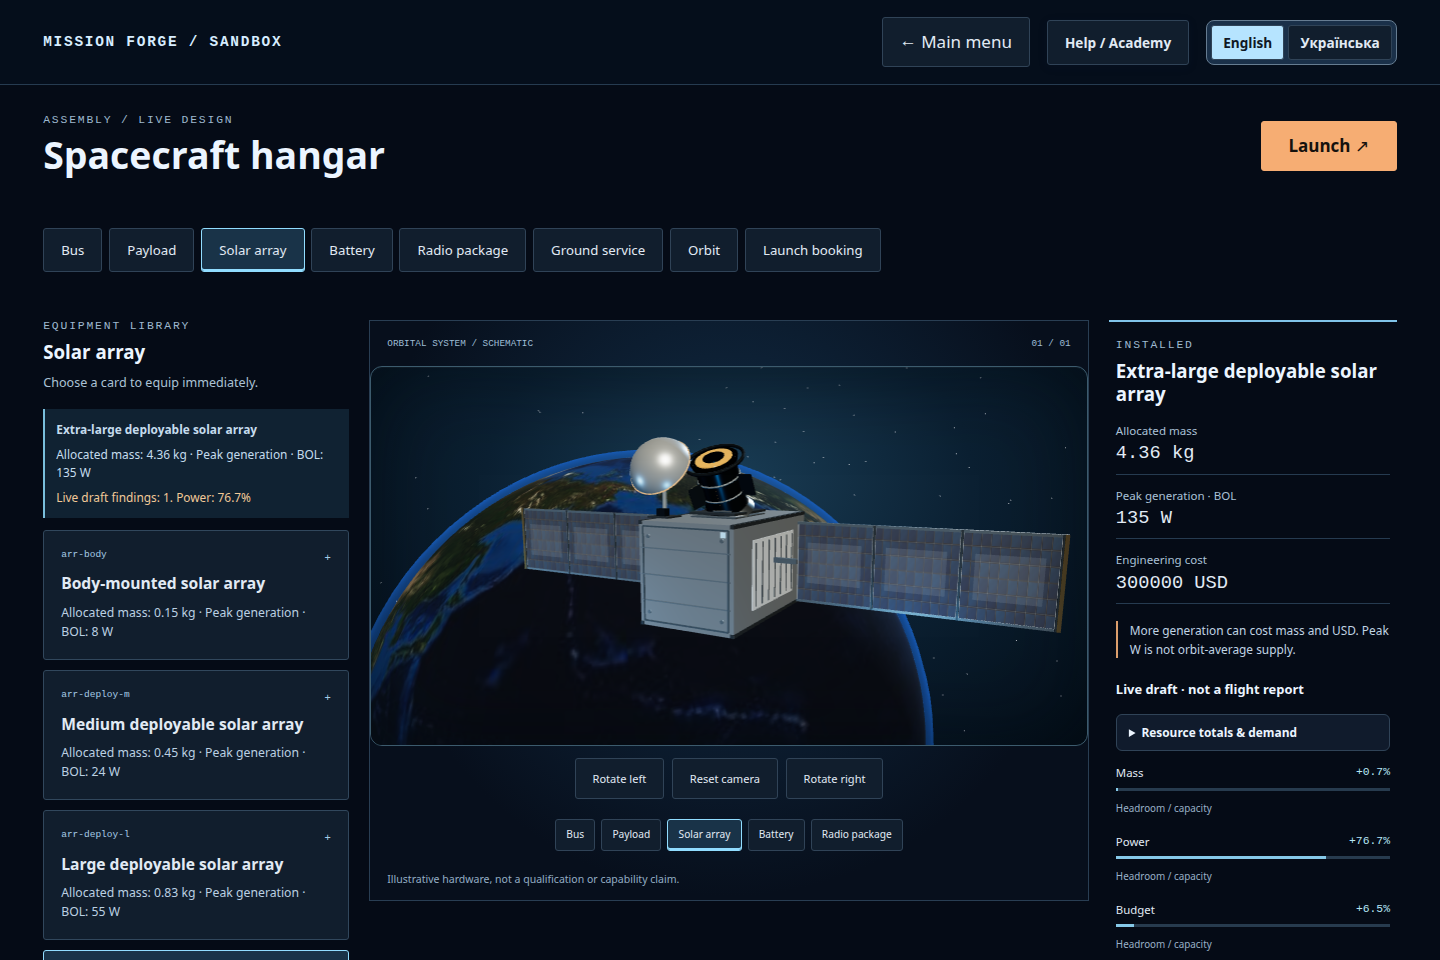 MISSION FORGE / SANDBOX
← Main menu
Help / Academy
English
Українська
ASSEMBLY / LIVE DESIGN
Spacecraft hangar
Launch ↗
Bus
Payload
Solar array
Battery
Radio package
Ground service
Orbit
Launch booking
EQUIPMENT LIBRARY
Solar array
Choose a card to equip immediately.
Extra-large deployable solar array
Allocated mass: 4.36 kg · Peak generation · BOL:
135 W
Live draft findings: 1. Power: 76.7%
arr-body
+
Body-mounted solar array
Allocated mass: 0.15 kg · Peak generation ·
BOL: 8 W
arr-deploy-m
+
Medium deployable solar array
Allocated mass: 0.45 kg · Peak generation ·
BOL: 24 W
arr-deploy-l
+
Large deployable solar array
Allocated mass: 0.83 kg · Peak generation ·
BOL: 55 W
ORBITAL SYSTEM / SCHEMATIC
01 / 01
Rotate left
Reset camera
Rotate right
Bus
Payload
Solar array
Battery
Radio package
Illustrative hardware, not a qualification or capability claim.
INSTALLED
Extra-large deployable solar
array
Allocated mass
4.36 kg
Peak generation · BOL
135 W
Engineering cost
300000 USD
More generation can cost mass and USD. Peak
W is not orbit-average supply.
Live draft · not a flight report
▶ Resource totals & demand
Mass
+0.7%
Headroom / capacity
Power
+76.7%
Headroom / capacity
Budget
+6.5%
Headroom / capacity